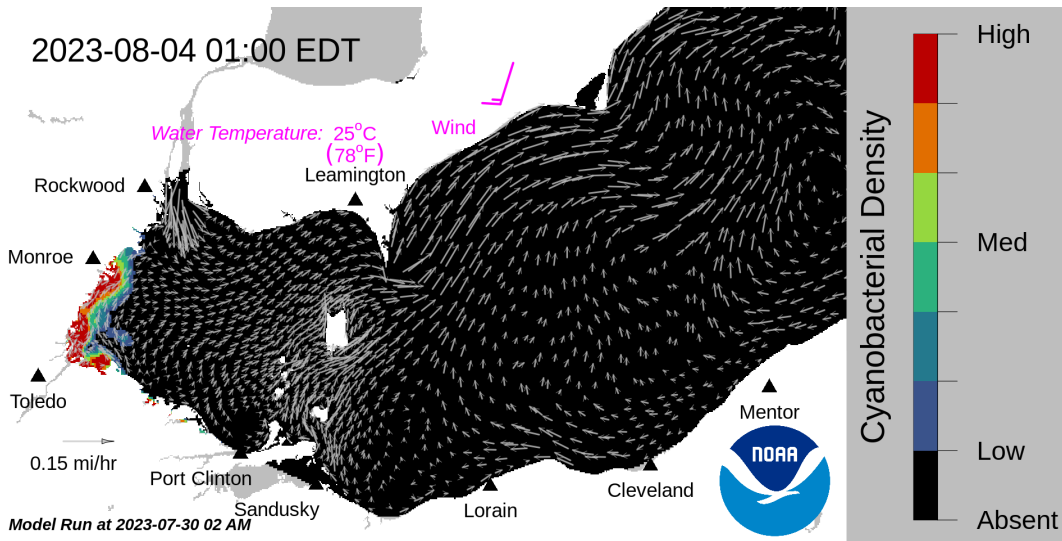 2023-08-04 01:00 EDT
Water Temperature: 25°C
(78°F)
Wind
Leamington
Rockwood
Monroe
Toledo
0.15 mi/hr
Port Clinton
Sandusky
Lorain
Cleveland
Mentor
NOAA
Model Run at 2023-07-30 02 AM
Cyanobacterial Density
High
Med
Low
Absent